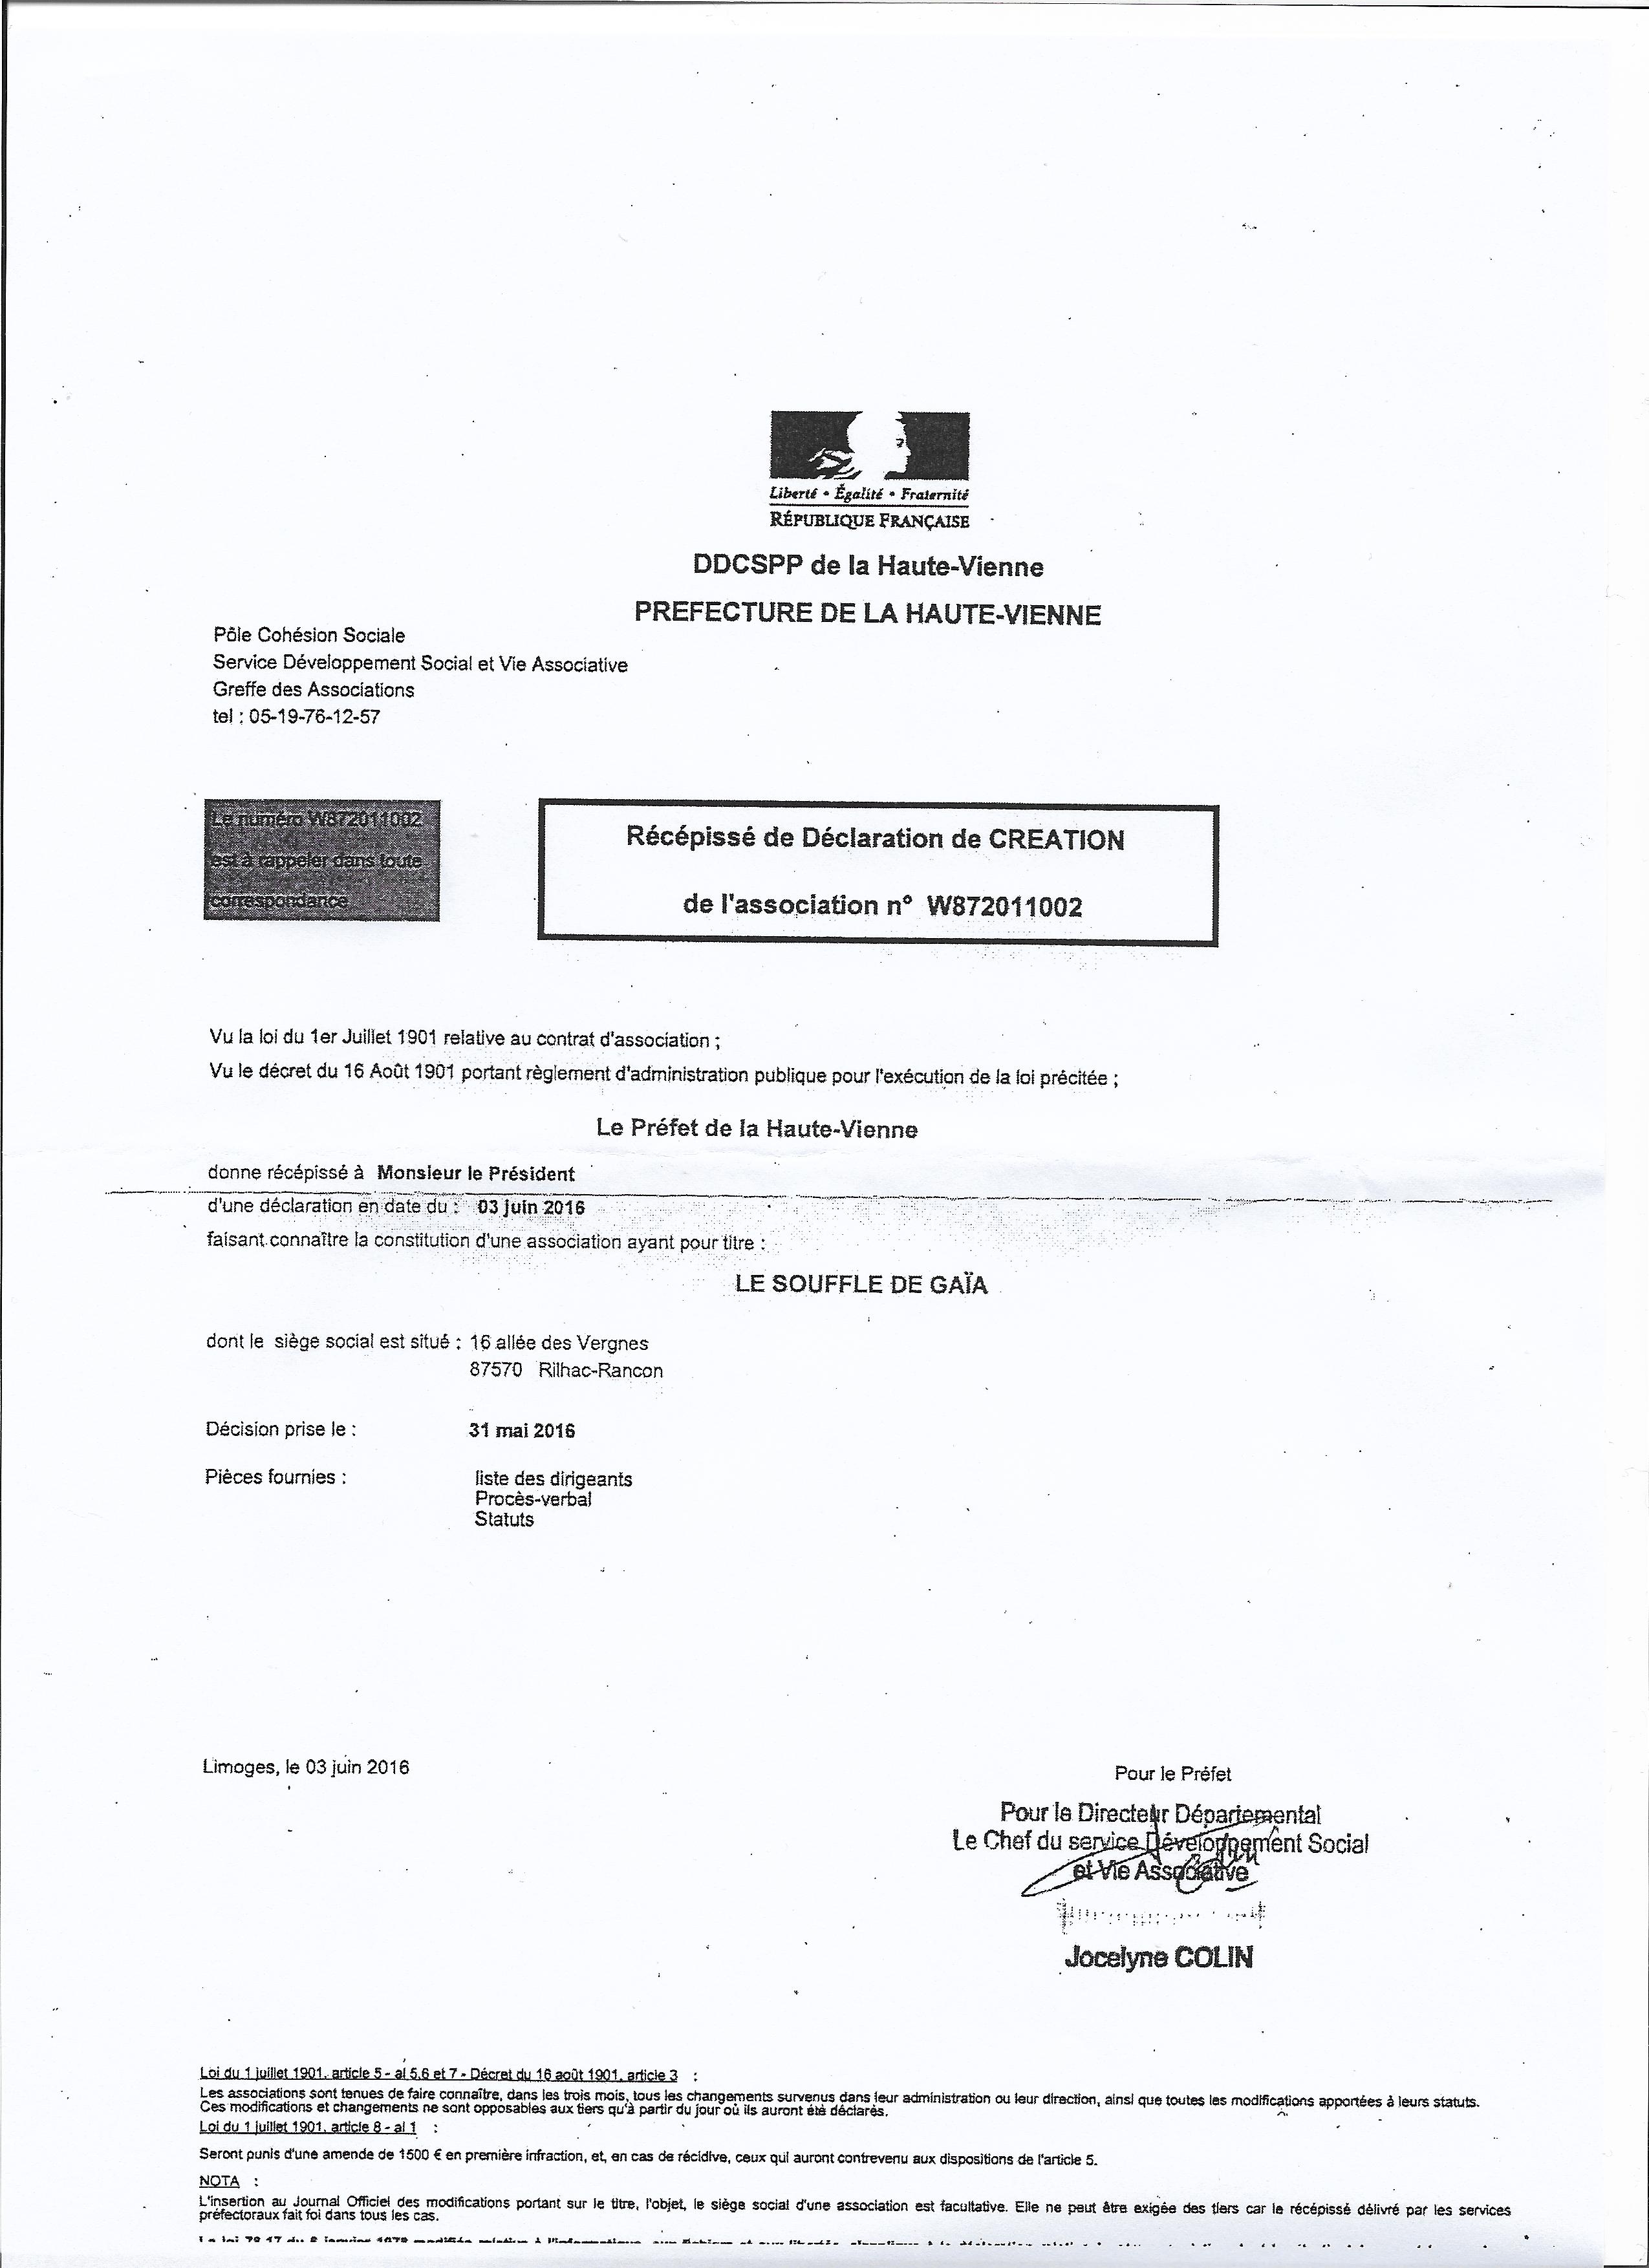 Liberté • Égalité • Fraternité
RÉPUBLIQUE FRANÇAISE
DDCSPP de la Haute-Vienne
PREFECTURE DE LA HAUTE-VIENNE
Pôle Cohésion Sociale
Service Développement Social et Vie Associative
Greffe des Associations
tel : 05-19-76-12-57
Le numéro W872011002
est à rappeler dans toute
correspondance
Récépissé de Déclaration de CREATION
de l'association n° W872011002
Vu la loi du 1er Juillet 1901 relative au contrat d'association ;
Vu le décret du 16 Août 1901 portant règlement d'administration publique pour l'exécution de la loi précitée ;
Le Préfet de la Haute-Vienne
donne récépissé à Monsieur le Président
d'une déclaration en date du : 03 juin 2016
faisant connaître la constitution d'une association ayant pour titre :
LE SOUFFLE DE GAÏA
dont le siège social est situé : 16 allée des Vergnes
87570 Rilhac-Rancon
Décision prise le : 31 mai 2016
Pièces fournies : liste des dirigeants
Procès-verbal
Statuts
Limoges, le 03 juin 2016
Pour le Préfet
Pour le Directeur Départemental
Le Chef du service Développement Social
et Vie Associative
Jocelyne COLIN
Loi du 1 juillet 1901, article 5 - al 5,6 et 7 - Décret du 16 août 1901, article 3 :
Les associations sont tenues de faire connaître, dans les trois mois, tous les changements survenus dans leur administration ou leur direction, ainsi que toutes les modifications apportées à leurs statuts.
Ces modifications et changements ne sont opposables aux tiers qu'à partir du jour où ils auront été déclarés.
Loi du 1 juillet 1901, article 8 - al 1 :
Seront punis d'une amende de 1500 € en première infraction, et, en cas de récidive, ceux qui auront contrevenu aux dispositions de l'article 5.
NOTA :
L'insertion au Journal Officiel des modifications portant sur le titre, l'objet, le siège social d'une association est facultative. Elle ne peut être exigée des tiers car le récépissé délivré par les services
préfectoraux fait foi dans tous les cas.